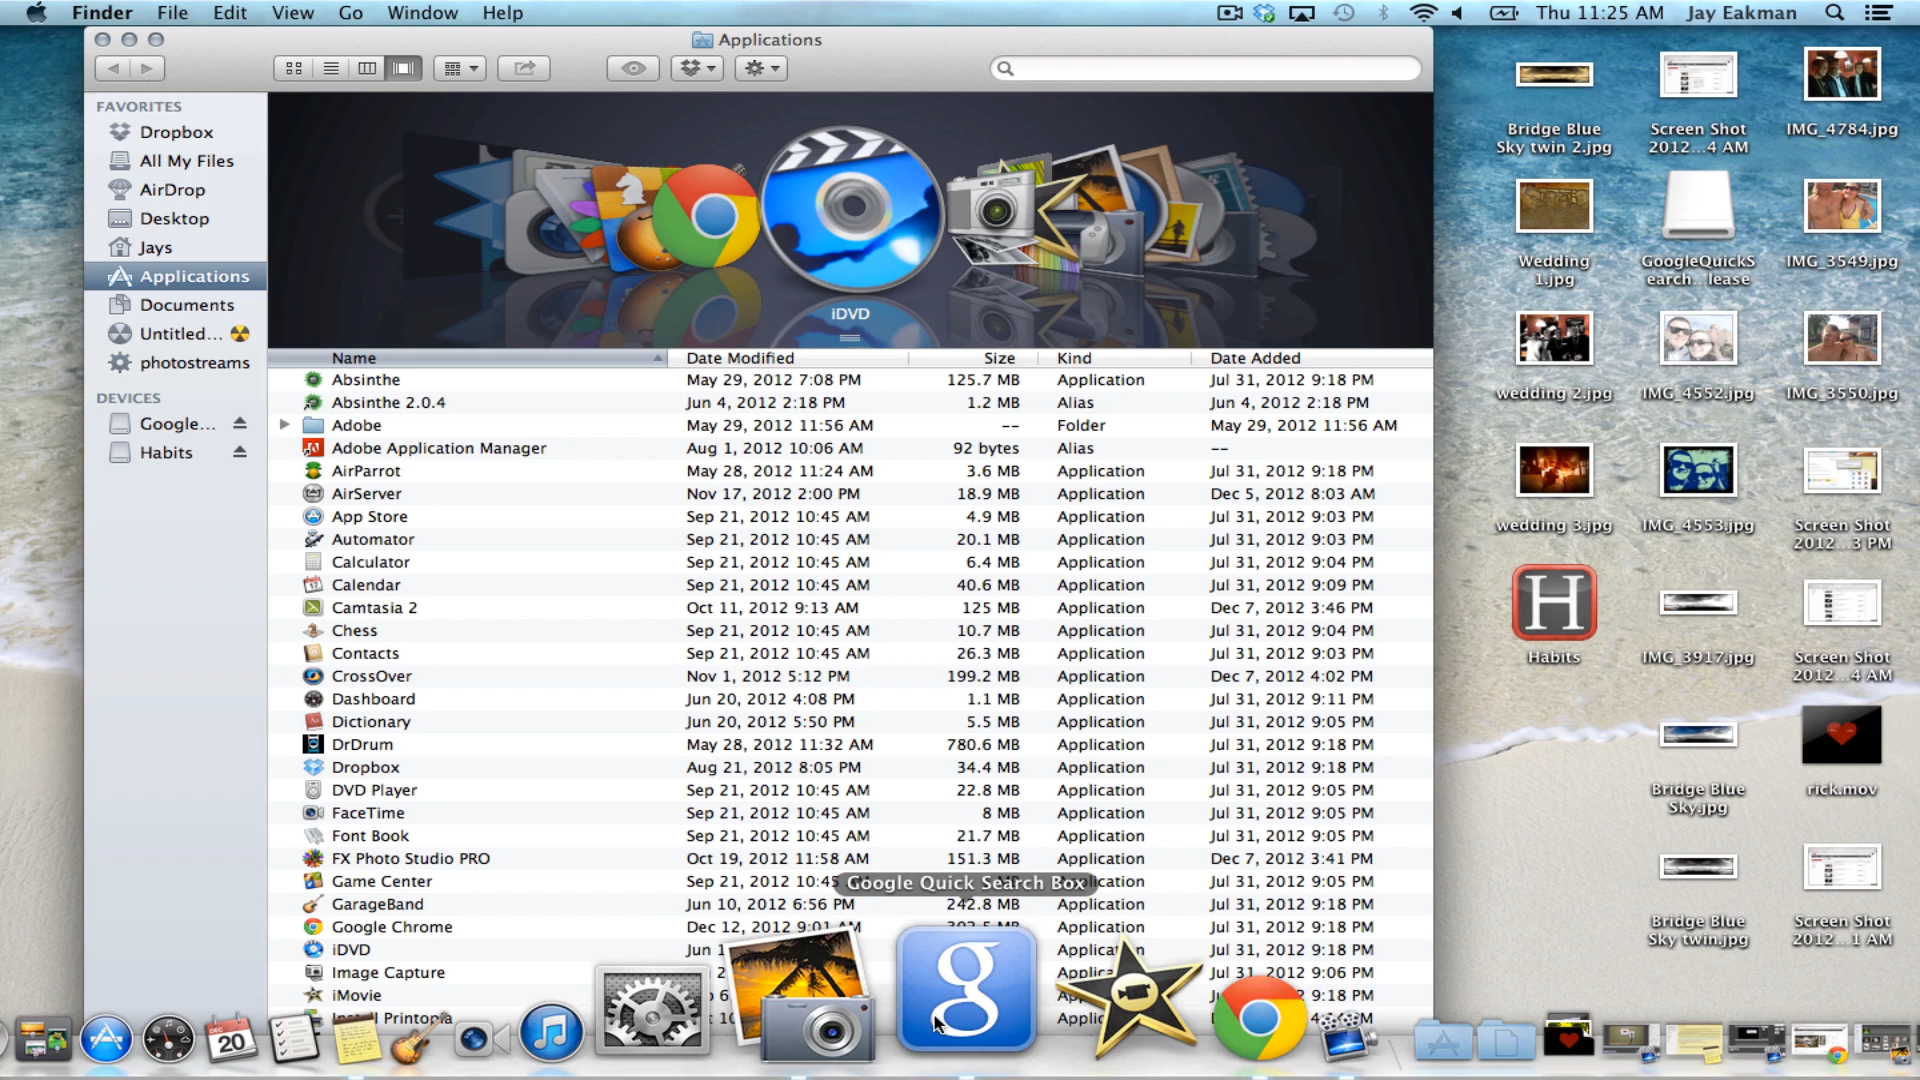 Finder File Edit View Go Window Help Thu 11:25 AM Jay Eakman
Applications
FAVORITES
Dropbox
All My Files
AirDrop
Desktop
Jays
Applications
Documents
Untitled...
photostreams
DEVICES
Google...
Habits
iDVD
Name Date Modified Size Kind Date Added
Absinthe May 29, 2012 7:08 PM 125.7 MB Application Jul 31, 2012 9:18 PM
Absinthe 2.0.4 Jun 4, 2012 2:18 PM 1.2 MB Alias Jun 4, 2012 2:18 PM
Adobe May 29, 2012 11:56 AM -- Folder May 29, 2012 11:56 AM
Adobe Application Manager Aug 1, 2012 10:06 AM 92 bytes Alias --
AirParrot May 28, 2012 11:24 AM 3.6 MB Application Jul 31, 2012 9:18 PM
AirServer Nov 17, 2012 2:00 PM 18.9 MB Application Dec 5, 2012 8:03 AM
App Store Sep 21, 2012 10:45 AM 4.9 MB Application Jul 31, 2012 9:03 PM
Automator Sep 21, 2012 10:45 AM 20.1 MB Application Jul 31, 2012 9:03 PM
Calculator Sep 21, 2012 10:45 AM 6.4 MB Application Jul 31, 2012 9:04 PM
Calendar Sep 21, 2012 10:45 AM 40.6 MB Application Jul 31, 2012 9:09 PM
Camtasia 2 Oct 11, 2012 9:13 AM 125 MB Application Dec 7, 2012 3:46 PM
Chess Sep 21, 2012 10:45 AM 10.7 MB Application Jul 31, 2012 9:04 PM
Contacts Sep 21, 2012 10:45 AM 26.3 MB Application Jul 31, 2012 9:03 PM
CrossOver Nov 1, 2012 5:12 PM 199.2 MB Application Dec 7, 2012 4:02 PM
Dashboard Jun 20, 2012 4:08 PM 1.1 MB Application Jul 31, 2012 9:11 PM
Dictionary Jun 20, 2012 5:50 PM 5.5 MB Application Jul 31, 2012 9:05 PM
DrDrum May 28, 2012 11:32 AM 780.6 MB Application Jul 31, 2012 9:18 PM
Dropbox Aug 21, 2012 8:05 PM 34.4 MB Application Jul 31, 2012 9:18 PM
DVD Player Sep 21, 2012 10:45 AM 22.8 MB Application Jul 31, 2012 9:05 PM
FaceTime Sep 21, 2012 10:45 AM 8 MB Application Jul 31, 2012 9:05 PM
Font Book Sep 21, 2012 10:45 AM 21.7 MB Application Jul 31, 2012 9:05 PM
FX Photo Studio PRO Oct 19, 2012 11:58 AM 151.3 MB Application Dec 7, 2012 3:41 PM
Game Center Sep 21, 2012 10:45 Jul 31, 2012 9:05 PM
Google Quick Search Box
GarageBand Jun 10, 2012 6:56 PM 242.8 MB Application Jul 31, 2012 9:18 PM
Google Chrome Dec 12, 2012 9:01 Application Jul 31, 2012 9:18 PM
iDVD Jun Jul 31, 2012 9:18 PM
Image Capture Jul 31, 2012 9:06 PM
iMovie 9:18 PM
Printopia
Bridge Blue
Sky twin 2.jpg
Screen Shot
2012...4 AM
IMG_4784.jpg
Wedding
1.jpg
GoogleQuickS
earch...lease
IMG_3549.jpg
wedding 2.jpg
IMG_4552.jpg
IMG_3550.jpg
wedding 3.jpg
IMG_4553.jpg
Screen Shot
2012...3 PM
H
Habits
IMG_3917.jpg
Screen Shot
2012...4 AM
Bridge Blue
Sky.jpg
rick.mov
Bridge Blue
Sky twin.jpg
Screen Shot
2012...1 AM
DEC
20
g